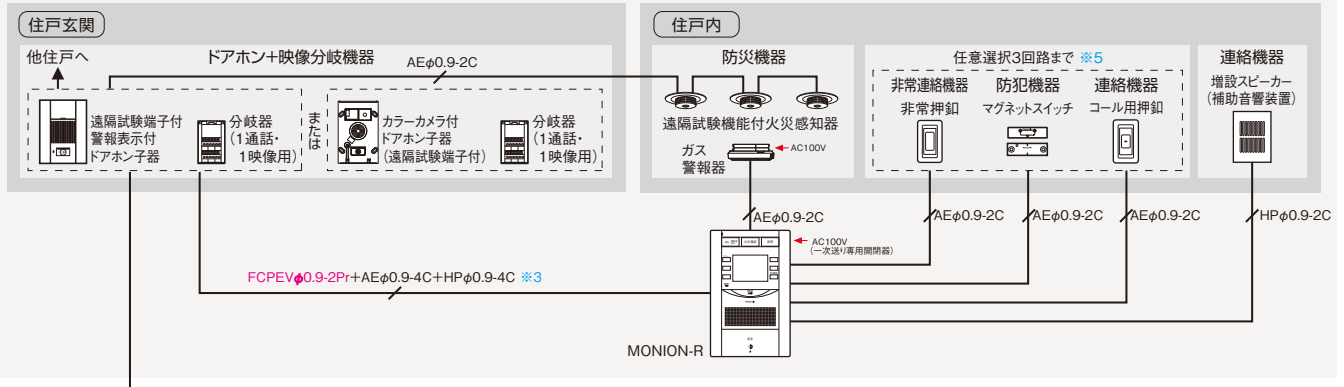 住戸玄関
他住戸へ
ドアホン+映像分岐機器
AEφ0.9-2C
遠隔試験端子付
警報表示付
ドアホン子器
分岐器
(1通話・
1映像用)
または
カラーカメラ付
ドアホン子器
(遠隔試験端子付)
分岐器
(1通話・
1映像用)
住戸内
防災機器
遠隔試験機能付火災感知器
ガス
警報器
AC100V
任意選択3回路まで ※5
非常連絡機器
非常押釦
防犯機器
マグネットスイッチ
連絡機器
コール用押釦
連絡機器
増設スピーカー
(補助音響装置)
AEφ0.9-2C
AEφ0.9-2C
AEφ0.9-2C
AEφ0.9-2C
HPφ0.9-2C
AC100V
(一次送り専用開閉器)
FCPEVφ0.9-2Pr+AEφ0.9-4C+HPφ0.9-4C ※3
MONION-R